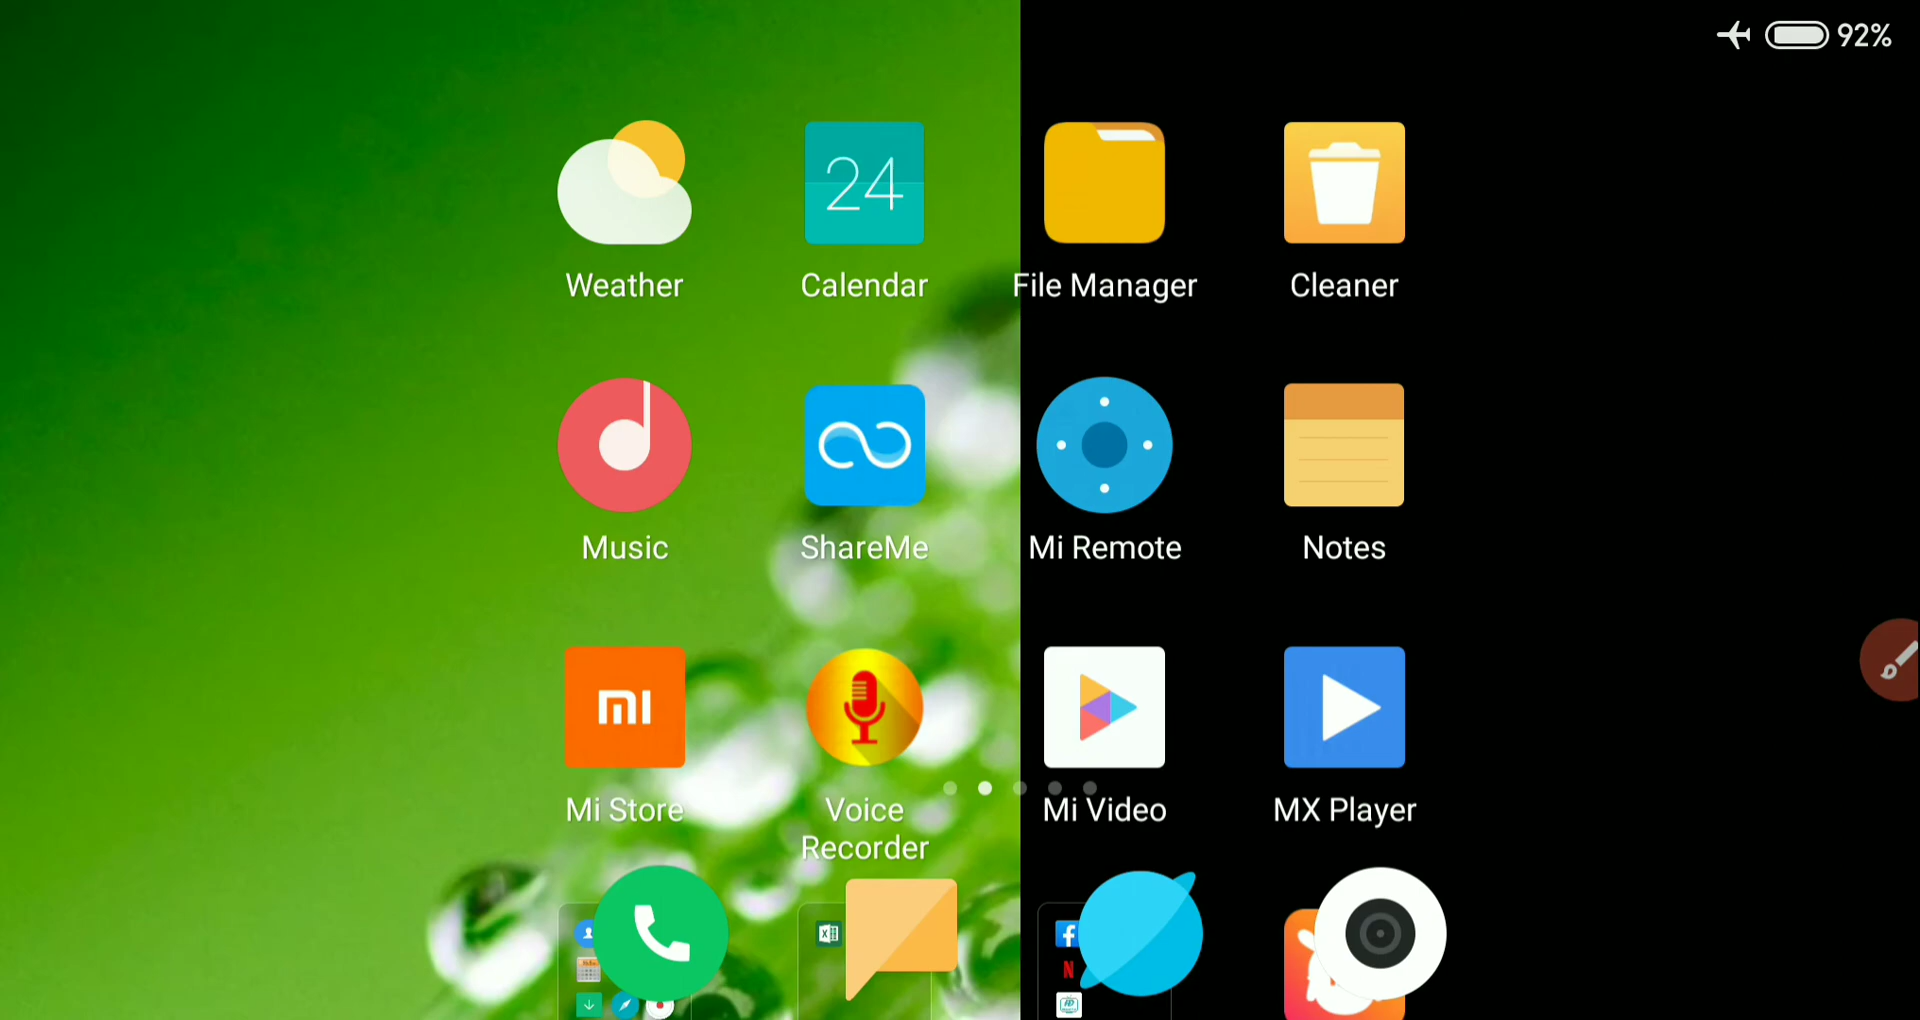 92%
24
Weather
Calendar
File Manager
Cleaner
Music
ShareMe
Mi Remote
Notes
mi
Mi Store
Voice
Recorder
Mi Video
MX Player